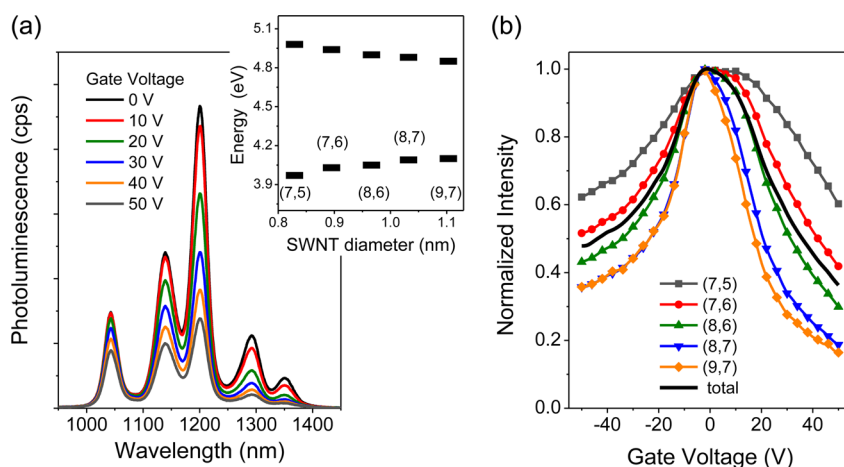 (a)
Photoluminescence (cps)
Gate Voltage
0 V
10 V
20 V
30 V
40 V
50 V
1000
1100
1200
1300
1400
Wavelength (nm)
Energy (eV)
5.1
4.8
4.5
4.2
3.9
(7,6)
(8,7)
(7,5)
(8,6)
(9,7)
0.8
0.9
1.0
1.1
SWNT diameter (nm)
(b)
Normalized Intensity
1.0
0.8
0.6
0.4
0.2
0.0
(7,5)
(7,6)
(8,6)
(8,7)
(9,7)
total
-40
-20
0
20
40
Gate Voltage (V)